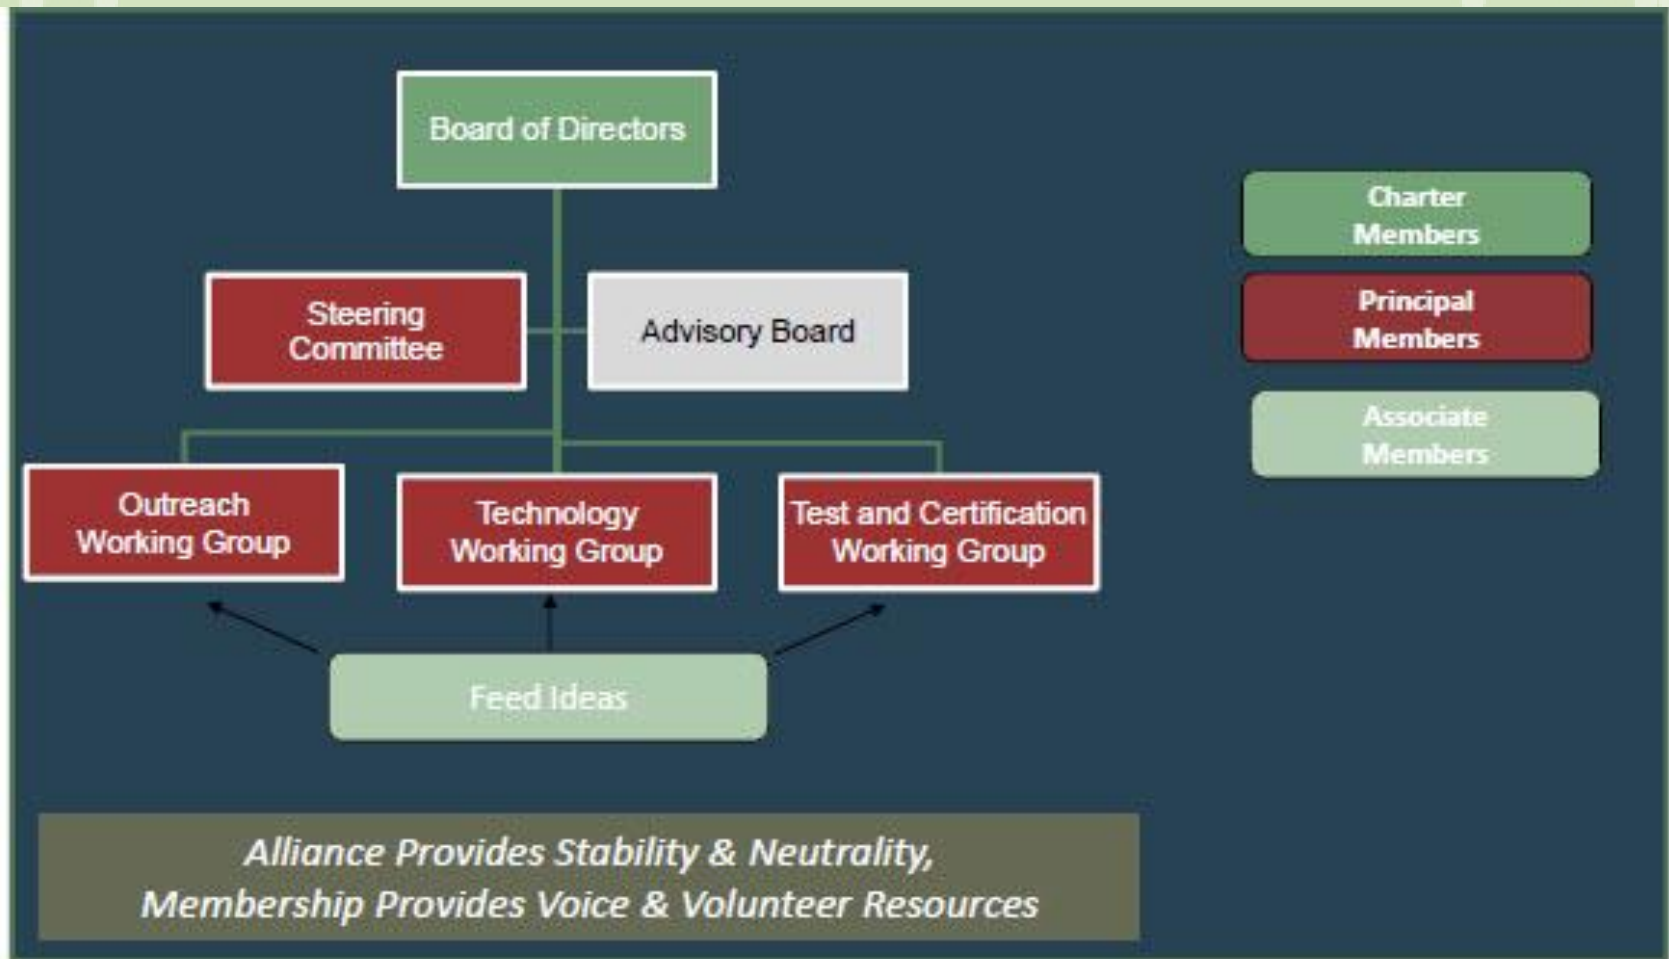 Board of Directors
Steering
Committee
Advisory Board
Outreach
Working Group
Technology
Working Group
Test and Certification
Working Group
Feed Ideas
Charter
Members
Principal
Members
Associate
Members
Alliance Provides Stability & Neutrality,
Membership Provides Voice & Volunteer Resources